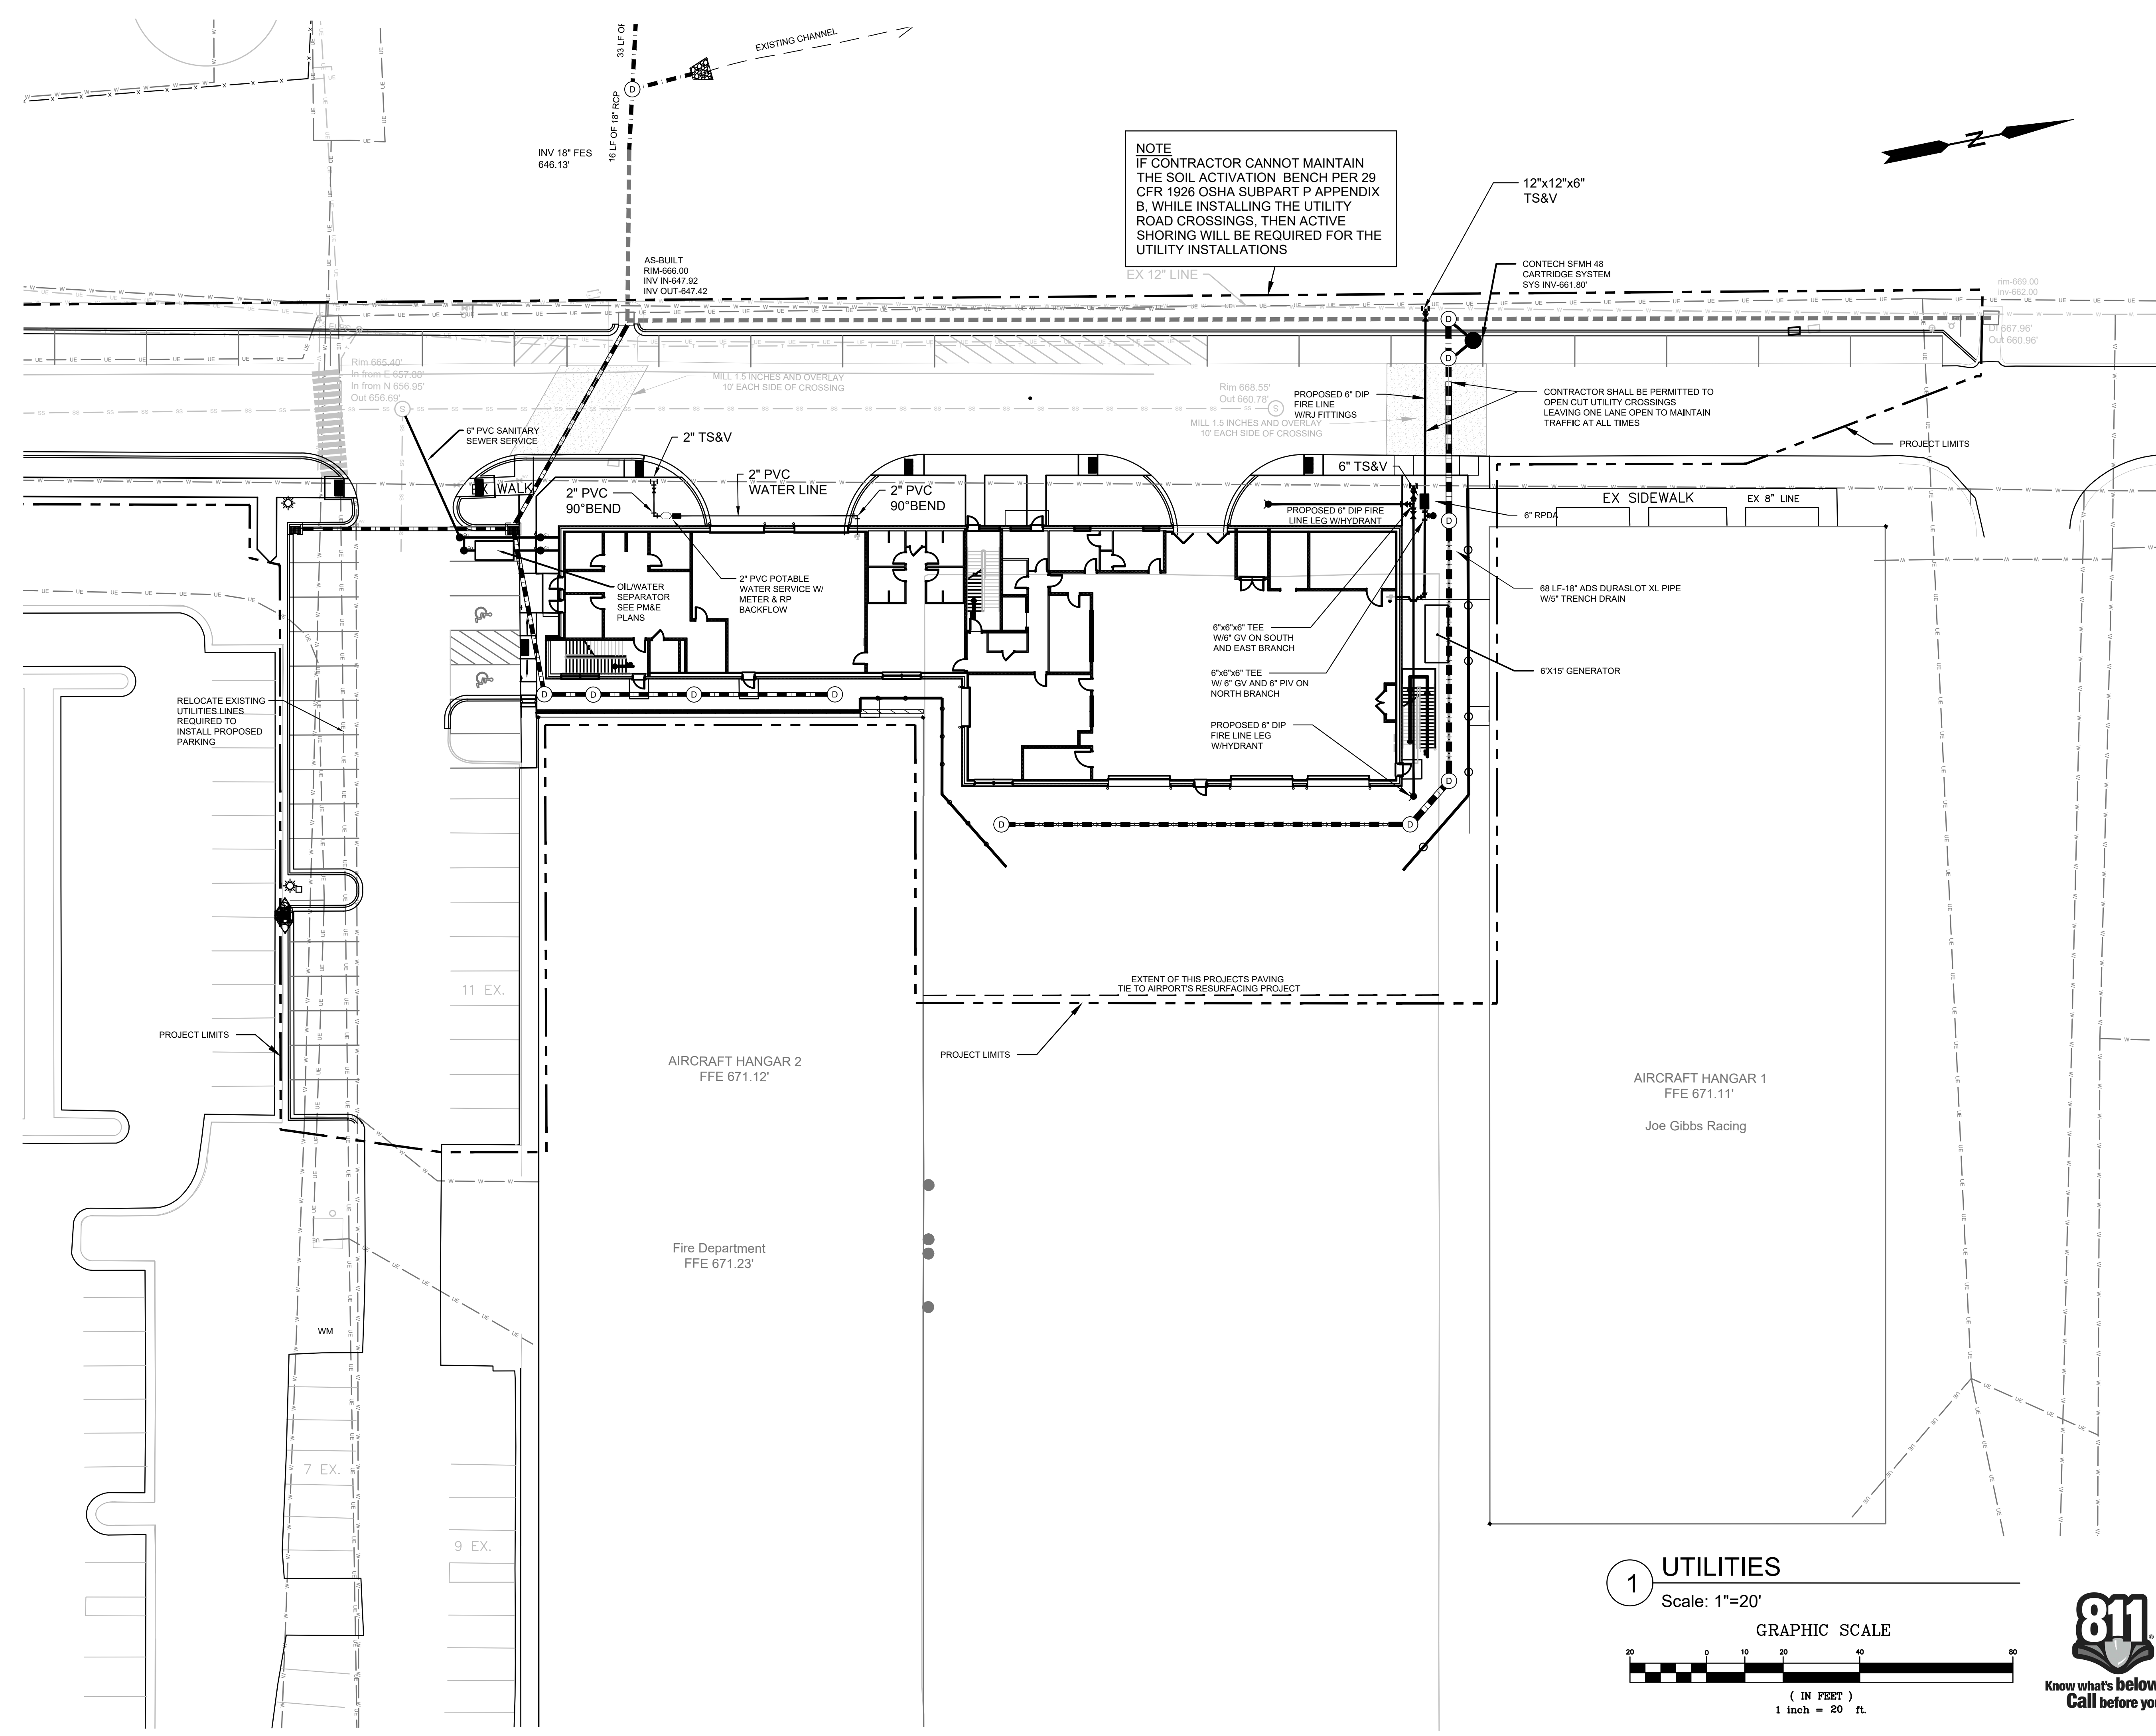 33 LF OF
EXISTING CHANNEL
D
16 LF OF 18" RCP
INV 18" FES
646.13'
NOTE
IF CONTRACTOR CANNOT MAINTAIN
THE SOIL ACTIVATION BENCH PER 29
CFR 1926 OSHA SUBPART P APPENDIX
B, WHILE INSTALLING THE UTILITY
ROAD CROSSINGS, THEN ACTIVE
SHORING WILL BE REQUIRED FOR THE
UTILITY INSTALLATIONS
N
12"x12"x6"
TS&V
AS-BUILT
RIM-666.00
INV IN-647.92
INV OUT-647.42
EX 12" LINE
CONTECH SFMH 48
CARTRIDGE SYSTEM
SYS INV-661.80'
rim-669.00
inv-662.00
667.96'
Out 660.96'
Rim 665.40'
In from E 657.88'
In from N 656.95'
Out 656.69'
S
MILL 1.5 INCHES AND OVERLAY
10' EACH SIDE OF CROSSING
Rim 668.55'
Out 660.78'
S
MILL 1.5 INCHES AND OVERLAY
10' EACH SIDE OF CROSSING
PROPOSED 6" DIP
FIRE LINE
W/RJ FITTINGS
D
D
CONTRACTOR SHALL BE PERMITTED TO
OPEN CUT UTILITY CROSSINGS
LEAVING ONE LANE OPEN TO MAINTAIN
TRAFFIC AT ALL TIMES
PROJECT LIMITS
6" PVC SANITARY
SEWER SERVICE
2" TS&V
EX WALK
2" PVC
90°BEND
2" PVC
WATER LINE
2" PVC
90°BEND
6" TS&V
PROPOSED 6" DIP FIRE
LINE LEG W/HYDRANT
6" RPDA
D
EX SIDEWALK
EX 8" LINE
OIL/WATER
SEPARATOR
SEE PM&E
PLANS
2" PVC POTABLE
WATER SERVICE W/
METER & RP
BACKFLOW
68 LF-18" ADS DURASLOT XL PIPE
W/5" TRENCH DRAIN
6"x6"x6" TEE
W/6" GV ON SOUTH
AND EAST BRANCH
6"x6"x6" TEE
W/ 6" GV AND 6" PIV ON
NORTH BRANCH
6'X15' GENERATOR
D
D
D
D
RELOCATE EXISTING
UTILITIES LINES
REQUIRED TO
INSTALL PROPOSED
PARKING
PROPOSED 6" DIP
FIRE LINE LEG
W/HYDRANT
D
D
D
11 EX.
EXTENT OF THIS PROJECTS PAVING
TIE TO AIRPORT'S RESURFACING PROJECT
PROJECT LIMITS
PROJECT LIMITS
AIRCRAFT HANGAR 2
FFE 671.12'
AIRCRAFT HANGAR 1
FFE 671.11'
Joe Gibbs Racing
Fire Department
FFE 671.23'
WM
7 EX.
9 EX.
1
UTILITIES
Scale: 1"=20'
GRAPHIC SCALE
20 0 10 20 40 80
( IN FEET )
1 inch = 20 ft.
811
Know what's below
Call before you